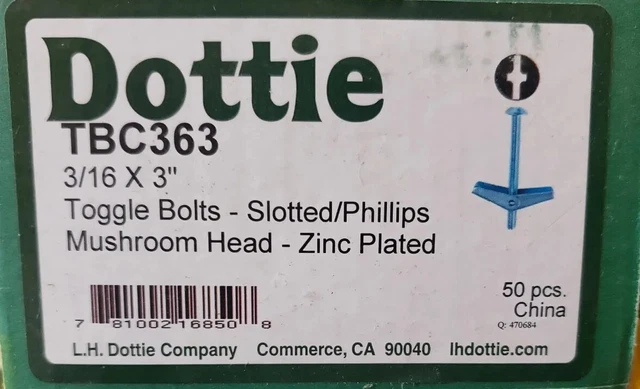 Dottie
TBC363
3/16 X 3"
Toggle Bolts - Slotted/Phillips
Mushroom Head - Zinc Plated
7 81002 16850 8
50 pcs.
China
Q: 470684
L.H. Dottie Company Commerce, CA 90040 lhdottie.com